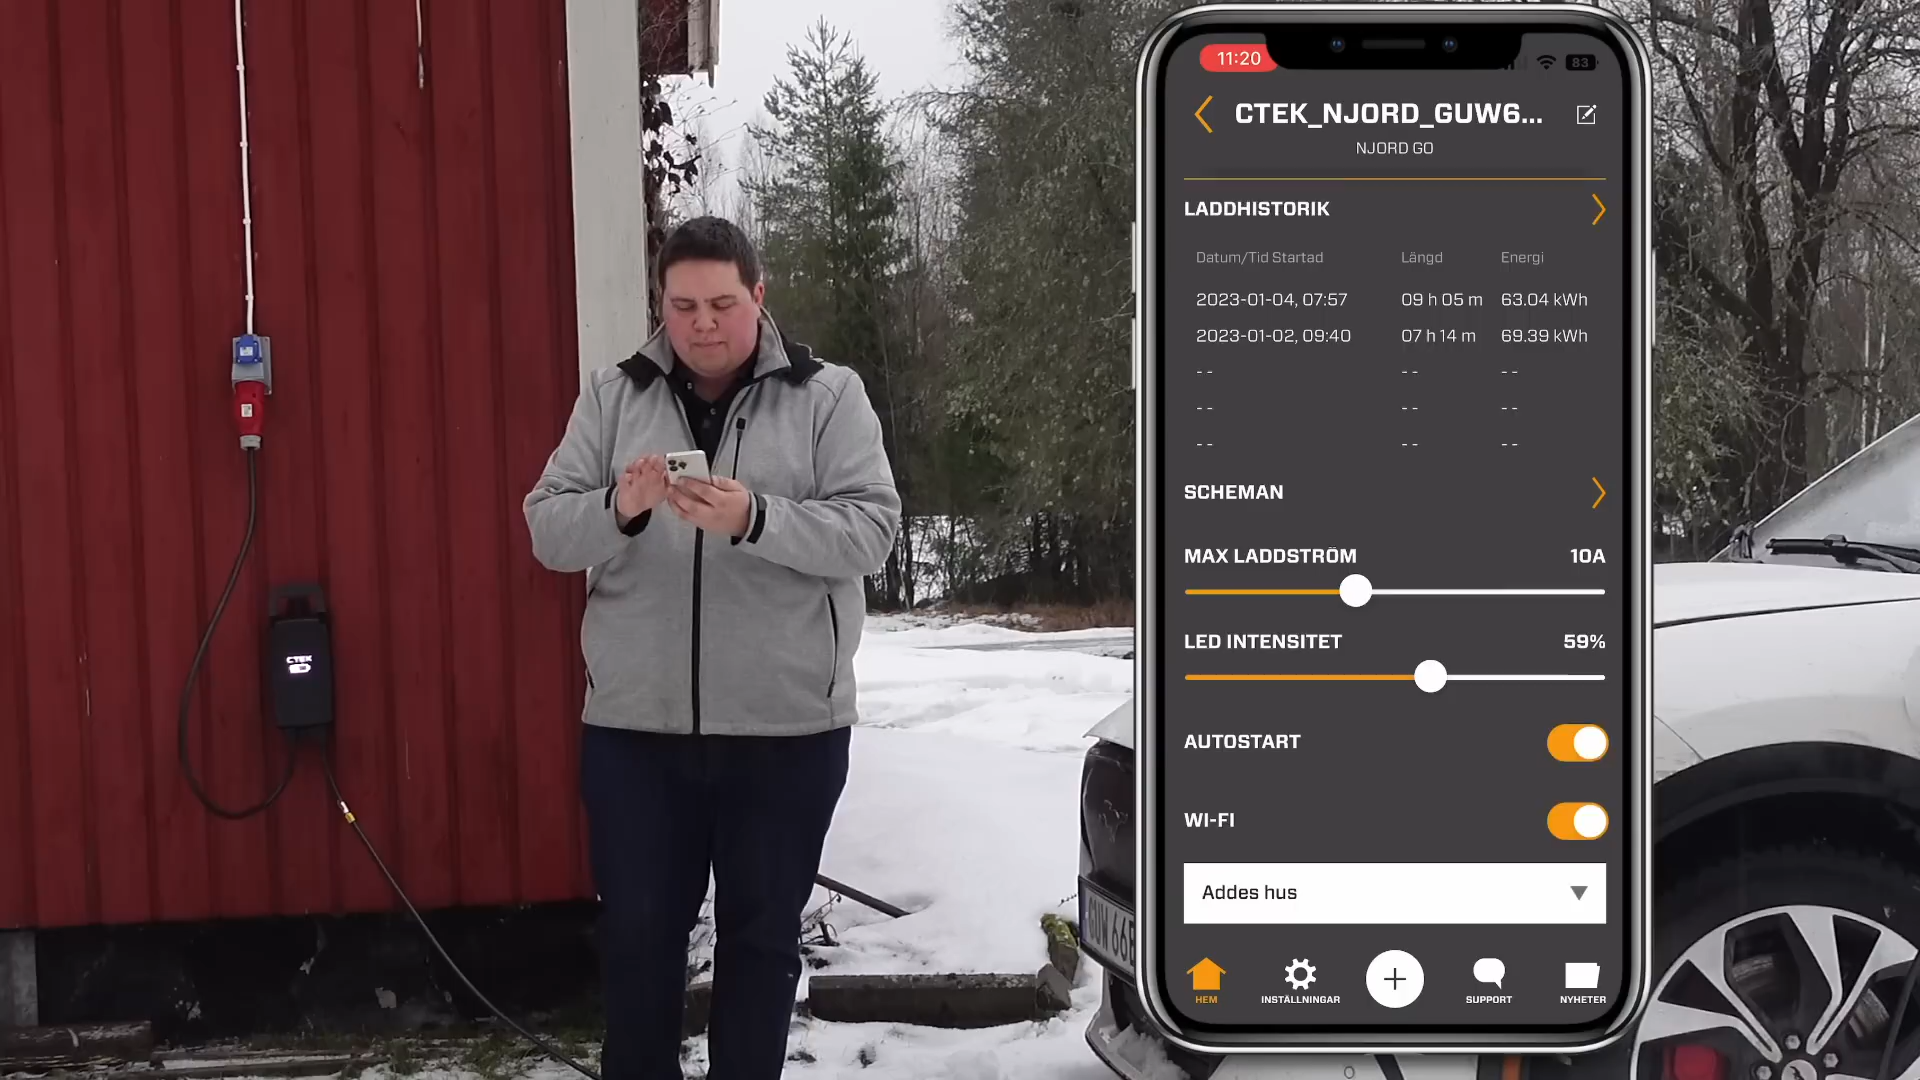 11:20
83
CTEK_NJORD_GUW6...
NJORD GO
LADDHISTORIK
Datum/Tid Startad Längd Energi
2023-01-04, 07:57 09 h 05 m 63.04 kWh
2023-01-02, 09:40 07 h 14 m 69.39 kWh
-- -- --
-- -- --
-- -- --
SCHEMAN
MAX LADDSTRÖM 10A
LED INTENSITET 59%
AUTOSTART
WI-FI
Addes hus
HEM INSTÄLLNINGAR SUPPORT NYHETER
CTEK